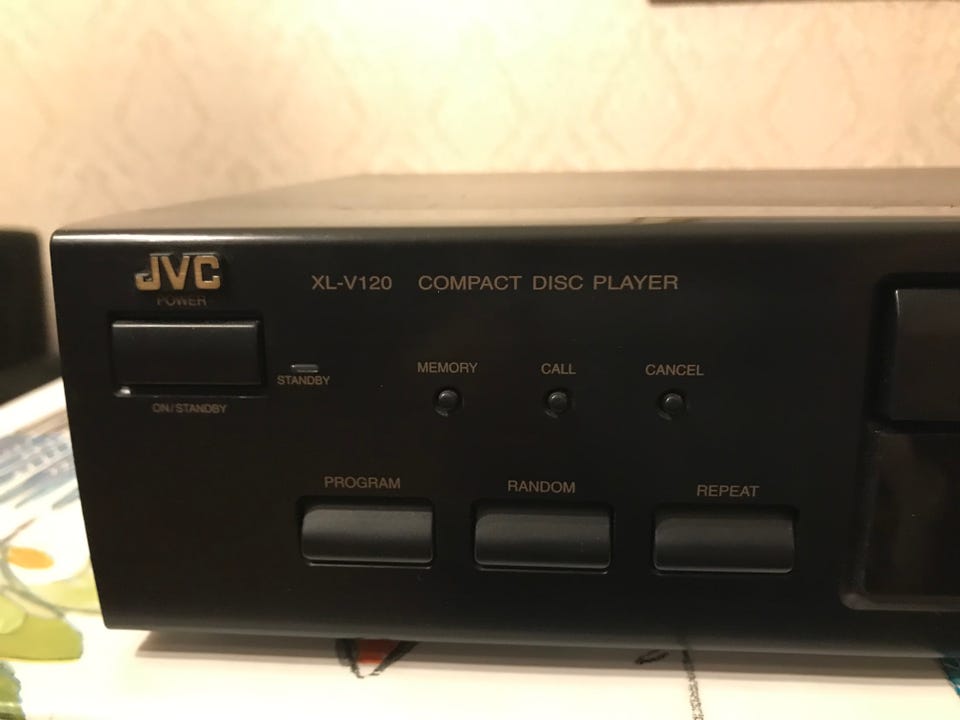 JVC
POWER
XL-V120 COMPACT DISC PLAYER
STANDBY
ON/STANDBY
MEMORY CALL CANCEL
PROGRAM RANDOM REPEAT